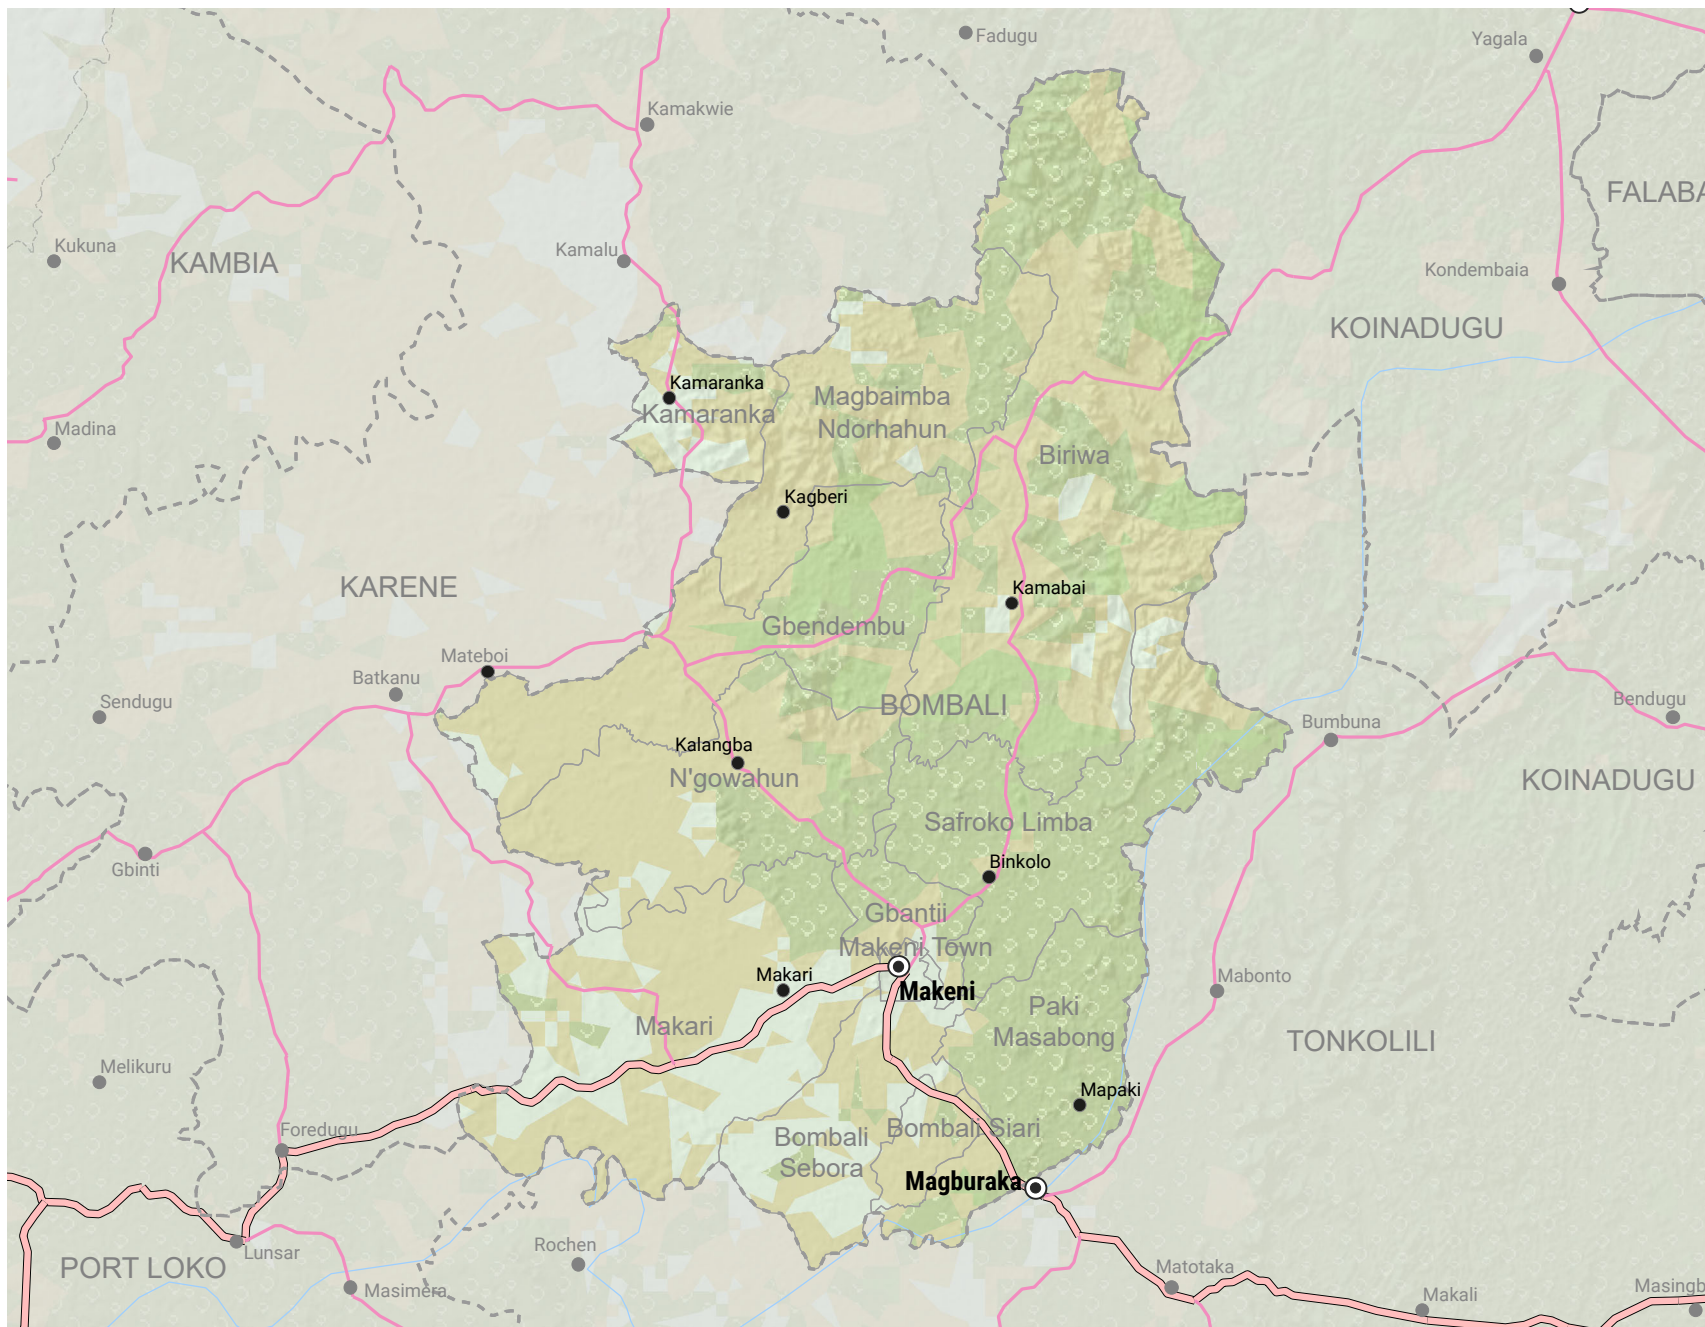 Fadugu
Yagala
Kamakwie
FALABA
Kukuna
KAMBIA
Kamalu
Kondembaia
KOINADUGU
Kamaranka
Kamaranka
Magbaimba
Ndorhahun
Madina
Biriwa
Kagberi
KARENE
Kamabai
Gbendembu
Mateboi
Batkanu
Sendugu
BOMBALI
Bendugu
Bumbuna
Kalangba
N'gowahun
KOINADUGU
Safroko Limba
Gbinti
Binkolo
Gbantii
Makeni Town
Makari
Makeni
Mabonto
Paki
Masabong
Makari
TONKOLILI
Melikuru
Mapaki
Foredugu
Bombali
Sebora
Bombali Siari
Magburaka
Rochen
Lunsar
PORT LOKO
Masimera
Matotaka
Makali
Masingb